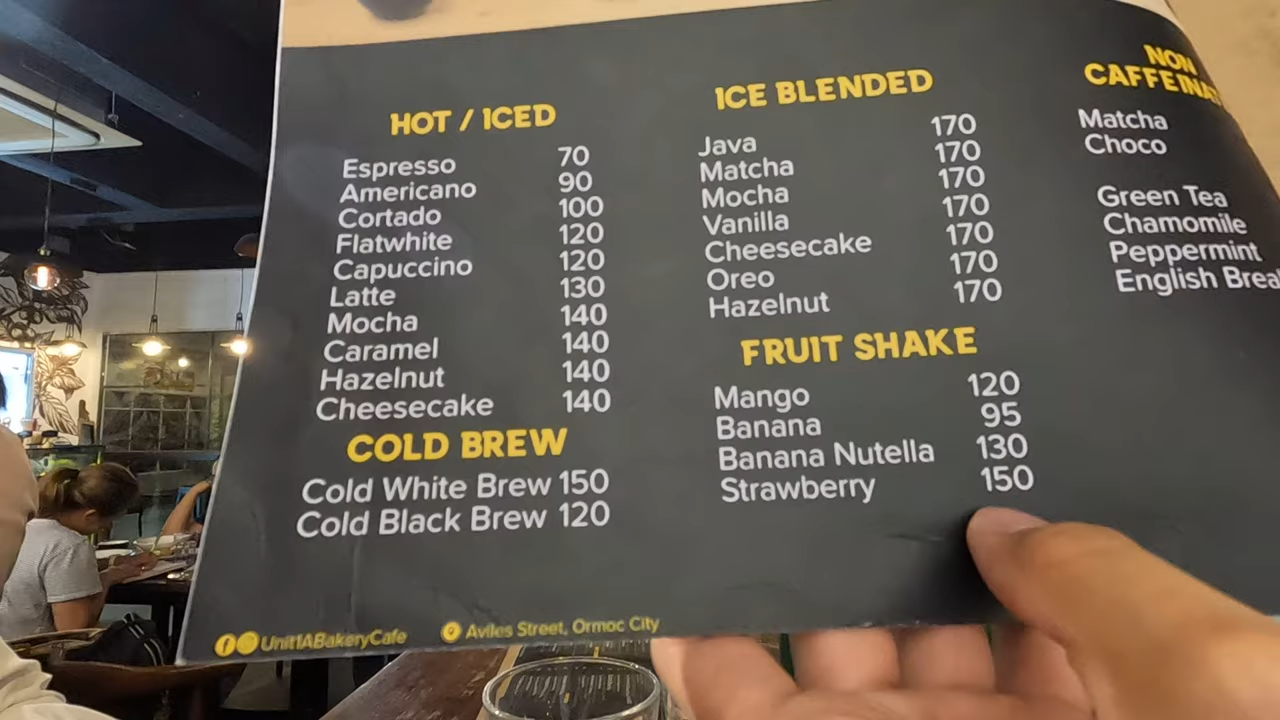 HOT / ICED
Espresso 70
Americano 90
Cortado 100
Flatwhite 120
Capuccino 120
Latte 130
Mocha 140
Caramel 140
Hazelnut 140
Cheesecake 140
COLD BREW
Cold White Brew 150
Cold Black Brew 120
ICE BLENDED
Java 170
Matcha 170
Mocha 170
Vanilla 170
Cheesecake 170
Oreo 170
Hazelnut 170
FRUIT SHAKE
Mango 120
Banana 95
Banana Nutella 130
Strawberry 150
NON
Matcha
Choco
Green Tea
Chamomile
Peppermint
English
Unit1ABakeryCafe
Aviles Street, Ormoc City